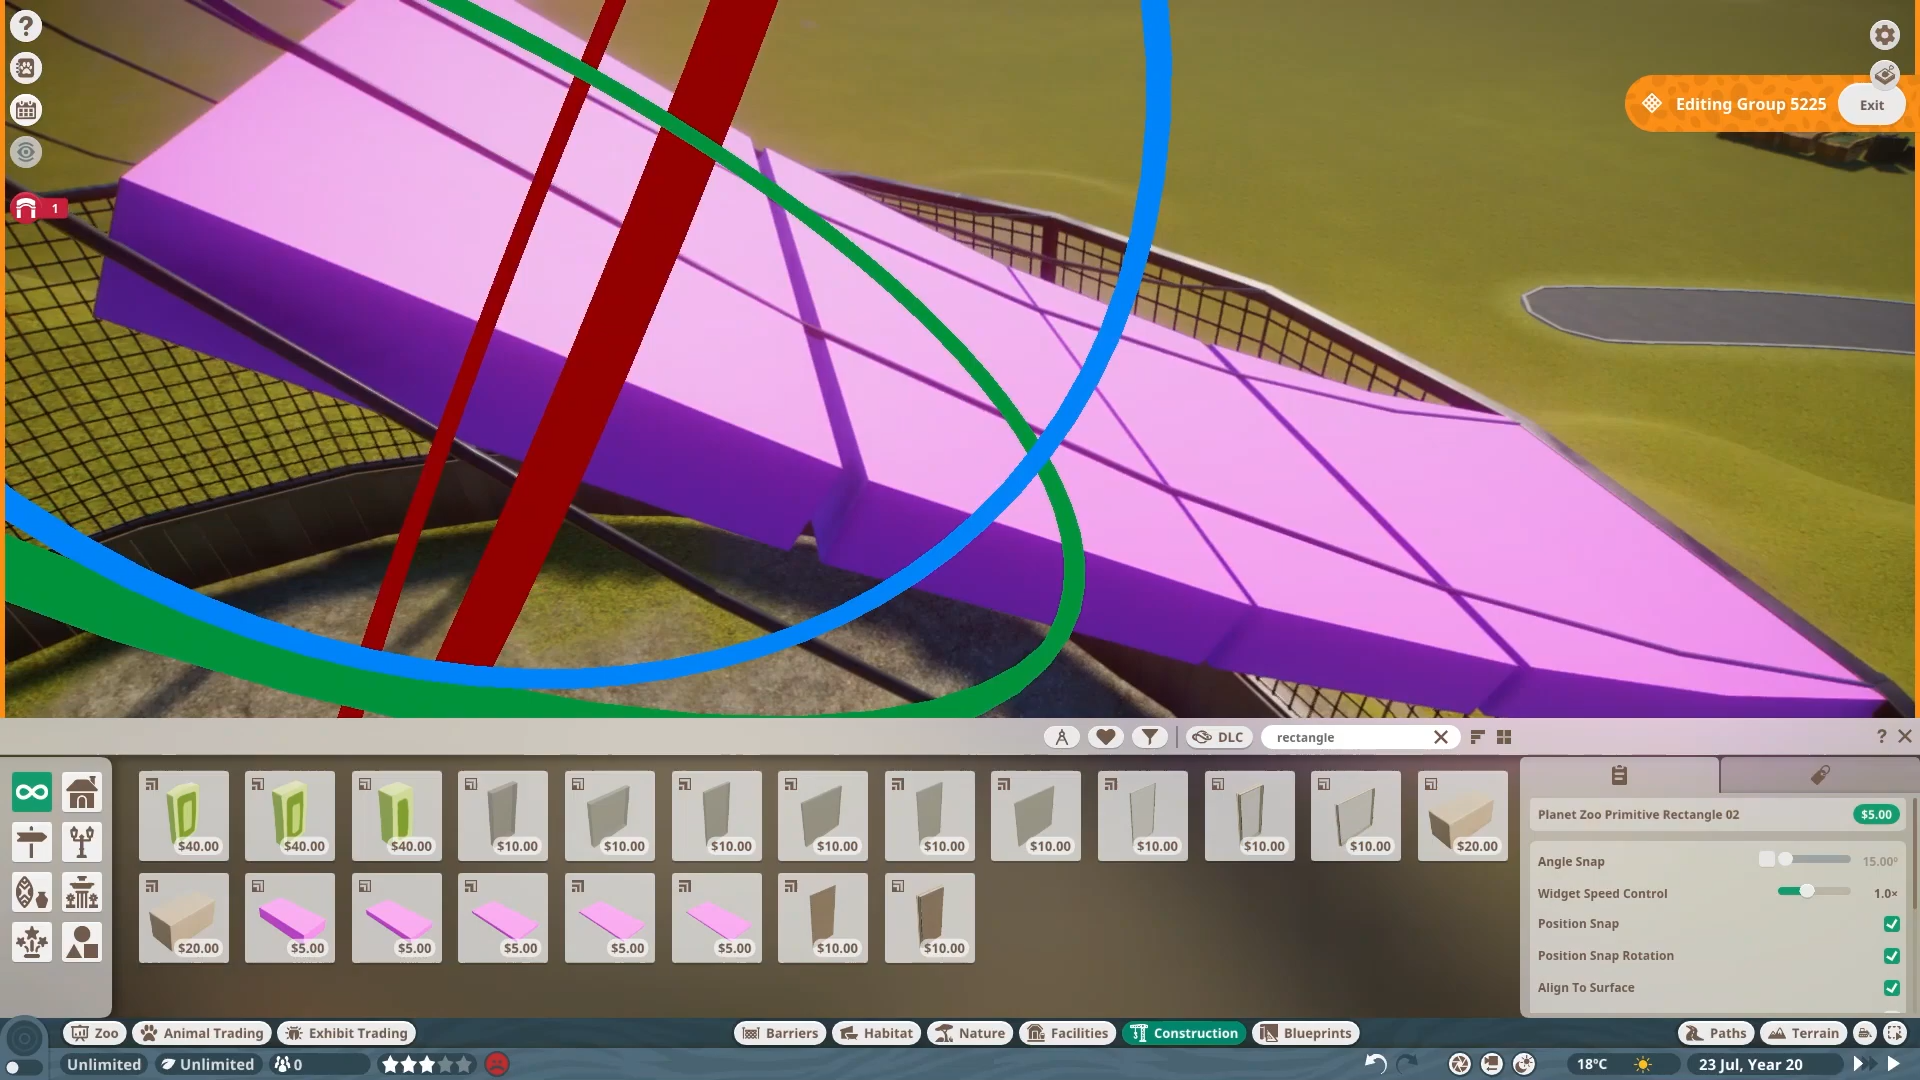 ?
Editing Group 5225
Exit
1
DLC
rectangle
?
$40.00
$40.00
$40.00
$10.00
$10.00
$10.00
$10.00
$10.00
$10.00
$10.00
$10.00
$10.00
$20.00
$20.00
$5.00
$5.00
$5.00
$5.00
$5.00
$10.00
$10.00
Planet Zoo Primitive Rectangle 02
$5.00
Angle Snap
15.00°
Widget Speed Control
1.0×
Position Snap
Position Snap Rotation
Align To Surface
Zoo
Animal Trading
Exhibit Trading
Barriers
Habitat
Nature
Facilities
Construction
Blueprints
Paths
Terrain
Unlimited
Unlimited
0
18°C
23 Jul, Year 20